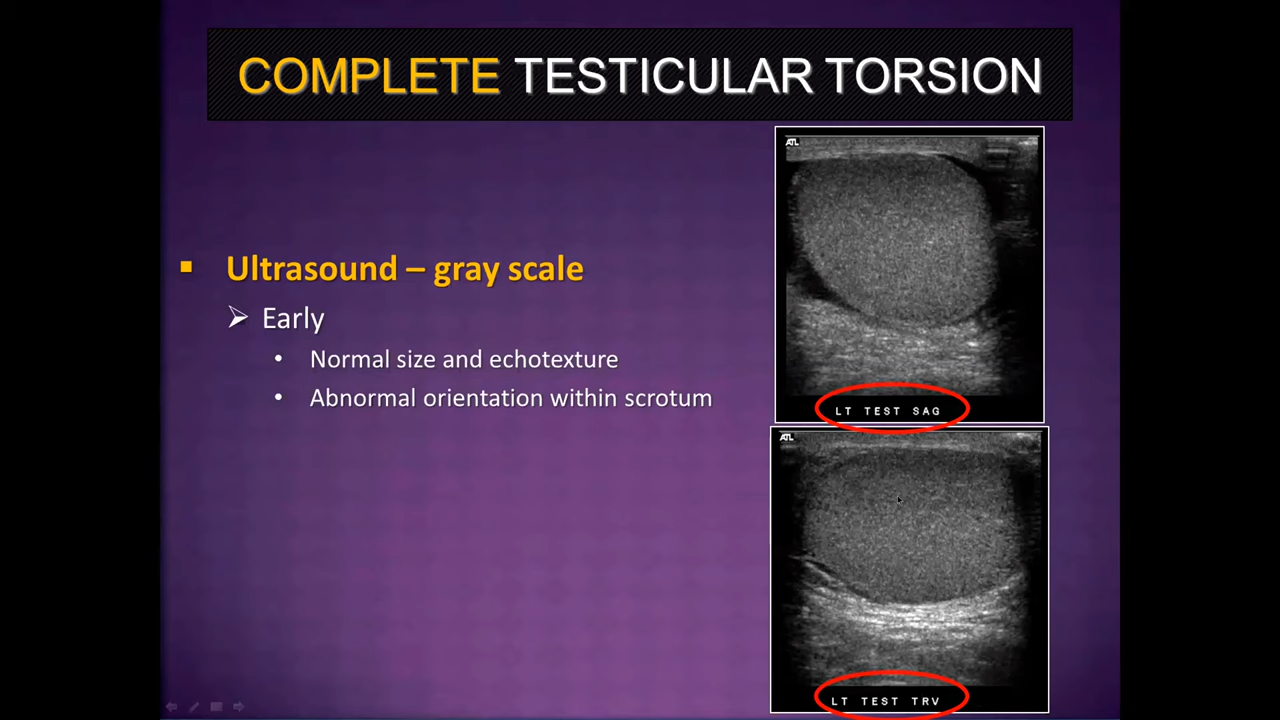 COMPLETE TESTICULAR TORSION
ATL
Ultrasound – gray scale
Early
Normal size and echotexture
Abnormal orientation within scrotum
LT TEST SAG
ATL
LT TEST TRV